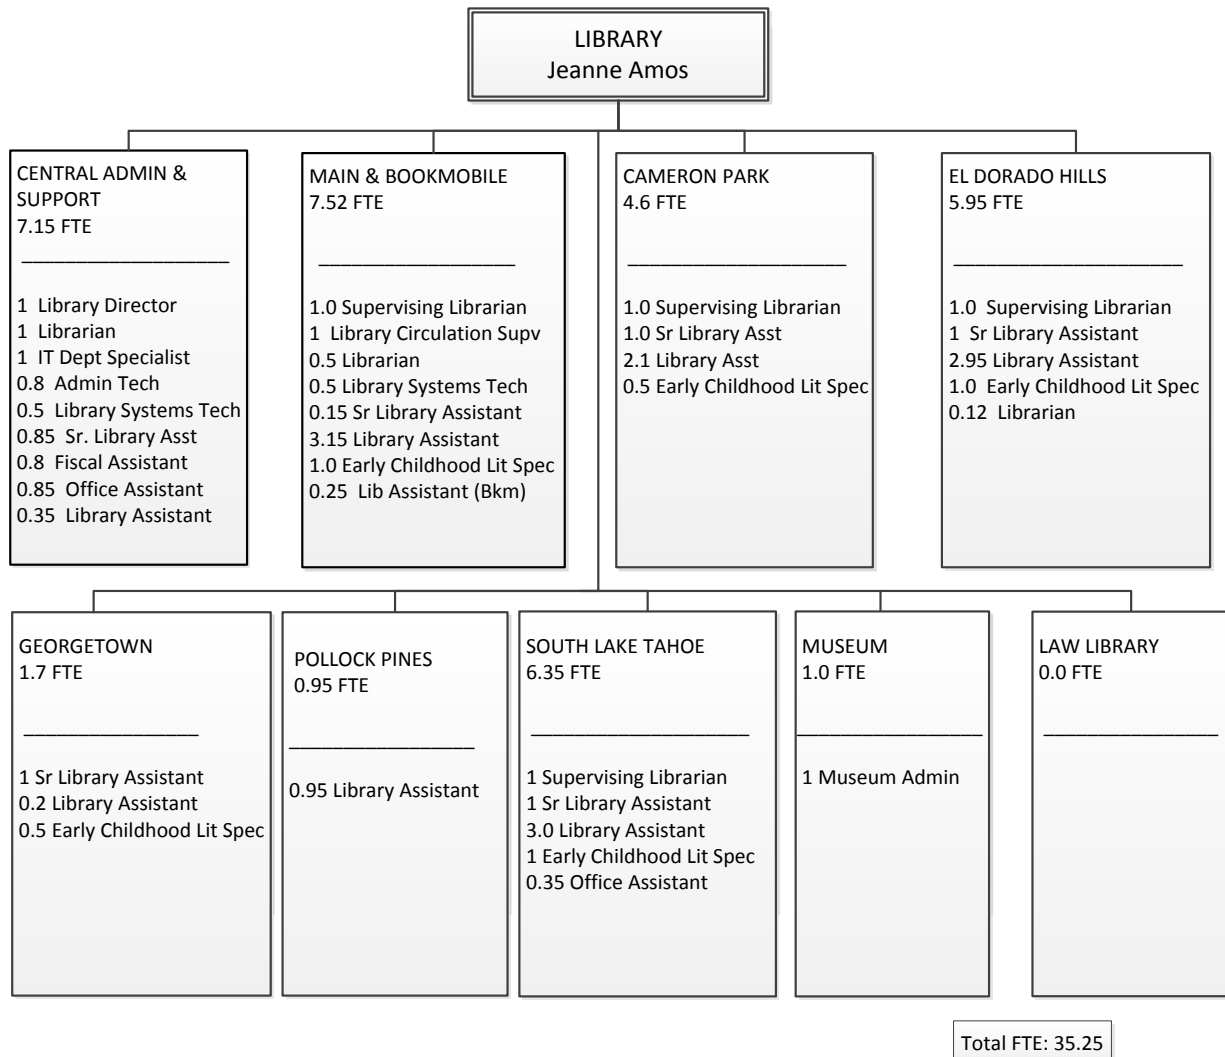 LIBRARY
Jeanne Amos
CENTRAL ADMIN &
SUPPORT
7.15 FTE
1  Library Director
1  Librarian
1  IT Dept Specialist
0.8  Admin Tech
0.5  Library Systems Tech
0.85  Sr. Library Asst
0.8  Fiscal Assistant
0.85  Office Assistant
0.35  Library Assistant
MAIN & BOOKMOBILE
7.52 FTE
1.0 Supervising Librarian
1  Library Circulation Supv
0.5 Librarian
0.5 Library Systems Tech
0.15 Sr Library Assistant
3.15 Library Assistant
1.0 Early Childhood Lit Spec
0.25  Lib Assistant (Bkm)
CAMERON PARK
4.6 FTE
1.0 Supervising Librarian
1.0 Sr Library Asst
2.1 Library Asst
0.5 Early Childhood Lit Spec
EL DORADO HILLS
5.95 FTE
1.0  Supervising Librarian
1  Sr Library Assistant
2.95 Library Assistant
1.0  Early Childhood Lit Spec
0.12  Librarian
GEORGETOWN
1.7 FTE
1 Sr Library Assistant
0.2 Library Assistant
0.5 Early Childhood Lit Spec
POLLOCK PINES
0.95 FTE
0.95 Library Assistant
SOUTH LAKE TAHOE
6.35 FTE
1 Supervising Librarian
1 Sr Library Assistant
3.0 Library Assistant
1 Early Childhood Lit Spec
0.35 Office Assistant
MUSEUM
1.0 FTE
1 Museum Admin
LAW LIBRARY
0.0 FTE
Total FTE: 35.25